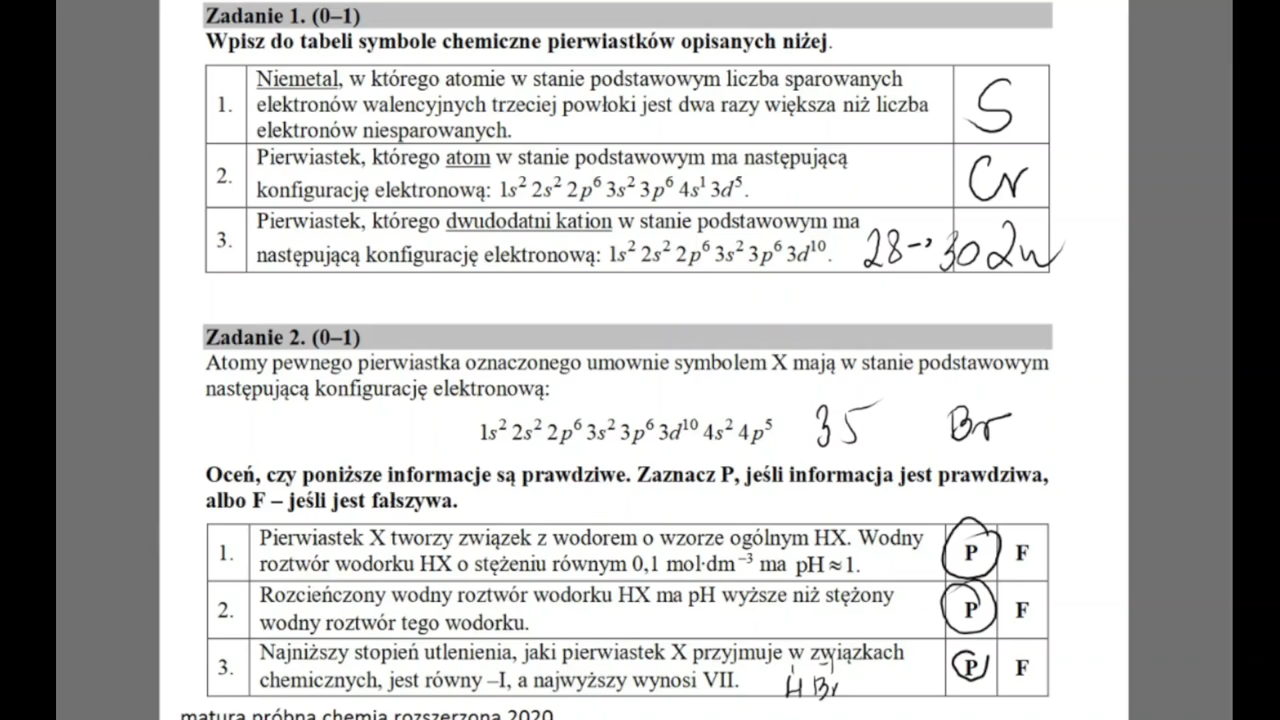 Zadanie 1. (0–1)
Wpisz do tabeli symbole chemiczne pierwiastków opisanych niżej.
1.
Niemetal, w którego atomie w stanie podstawowym liczba sparowanych
elektronów walencyjnych trzeciej powłoki jest dwa razy większa niż liczba
elektronów niesparowanych.
S
2.
Pierwiastek, którego atom w stanie podstawowym ma następującą
konfigurację elektronową: 1s² 2s² 2p⁶ 3s² 3p⁶ 4s¹ 3d⁵.
Cr
3.
Pierwiastek, którego dwudodatni kation w stanie podstawowym ma
następującą konfigurację elektronową: 1s² 2s² 2p⁶ 3s² 3p⁶ 3d¹⁰. 28 → 30 Zn
Zadanie 2. (0–1)
Atomy pewnego pierwiastka oznaczonego umownie symbolem X mają w stanie podstawowym
następującą konfigurację elektronową:
1s² 2s² 2p⁶ 3s² 3p⁶ 3d¹⁰ 4s² 4p⁵ 35 Br
Oceń, czy poniższe informacje są prawdziwe. Zaznacz P, jeśli informacja jest prawdziwa,
albo F – jeśli jest fałszywa.
1.
Pierwiastek X tworzy związek z wodorem o wzorze ogólnym HX. Wodny
roztwór wodorku HX o stężeniu równym 0,1 mol·dm⁻³ ma pH ≈ 1.
P F
2.
Rozcieńczony wodny roztwór wodorku HX ma pH wyższe niż stężony
wodny roztwór tego wodorku.
P F
3.
Najniższy stopień utlenienia, jaki pierwiastek X przyjmuje w związkach
chemicznych, jest równy –I, a najwyższy wynosi VII. I -I
H Br
P F
matura próbna chemia rozszerzona 2020